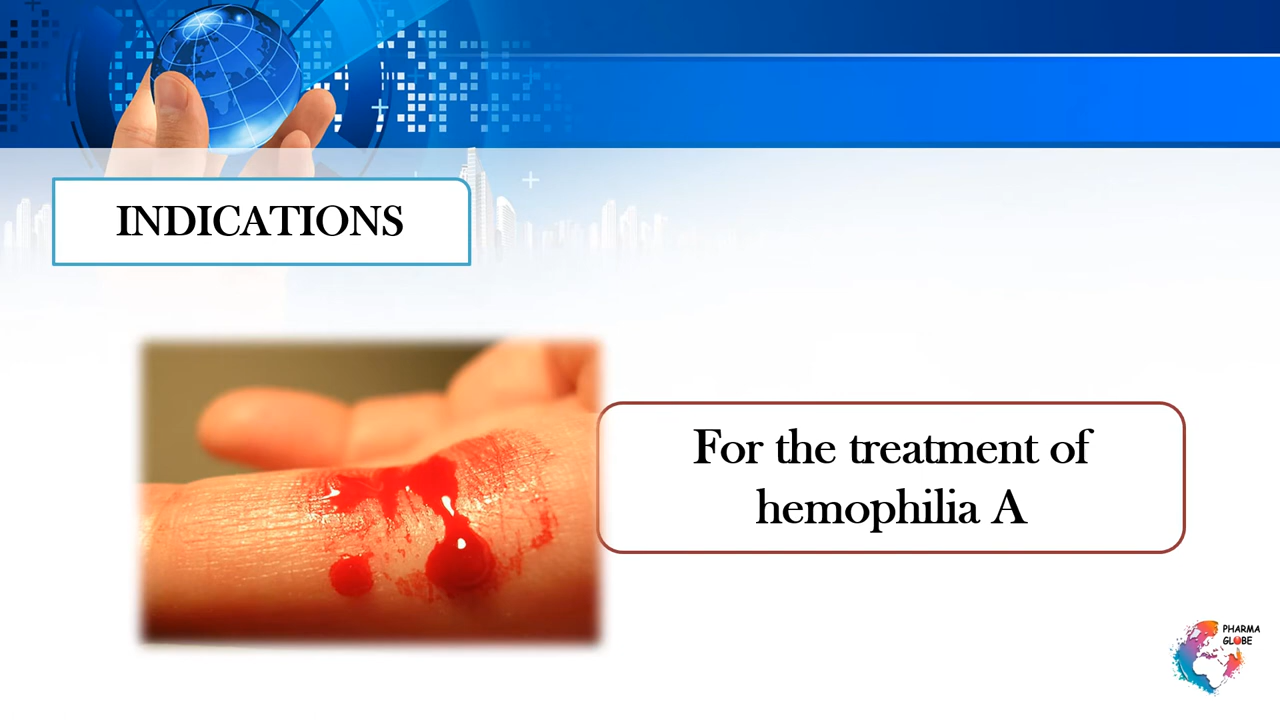 INDICATIONS
For the treatment of
hemophilia A
PHARMA
GLOBE